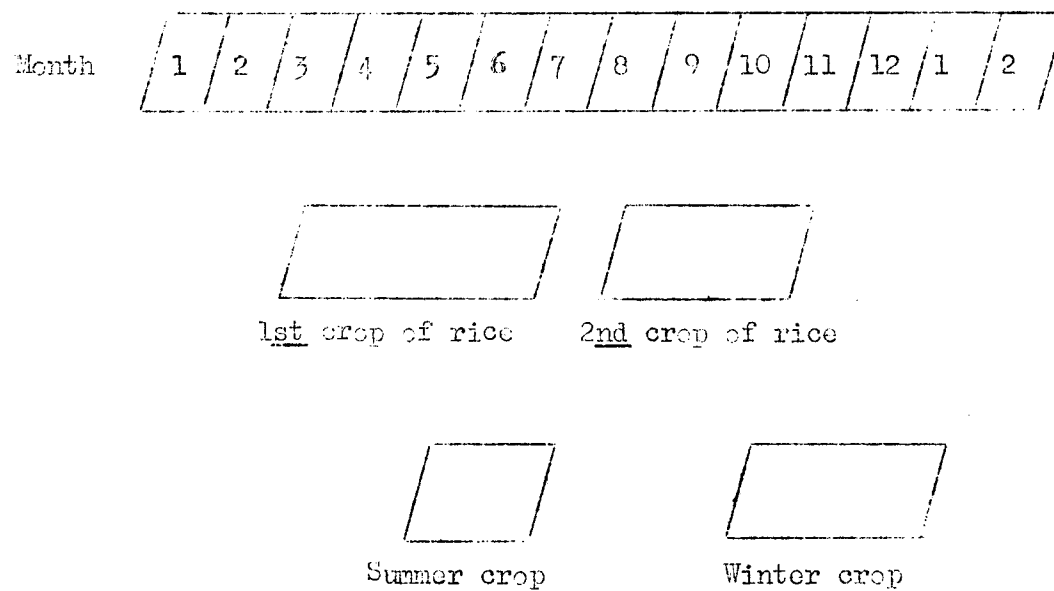 Month 1 2 3 4 5 6 7 8 9 10 11 12 1 2
1st crop of rice 2nd crop of rice
Summer crop Winter crop